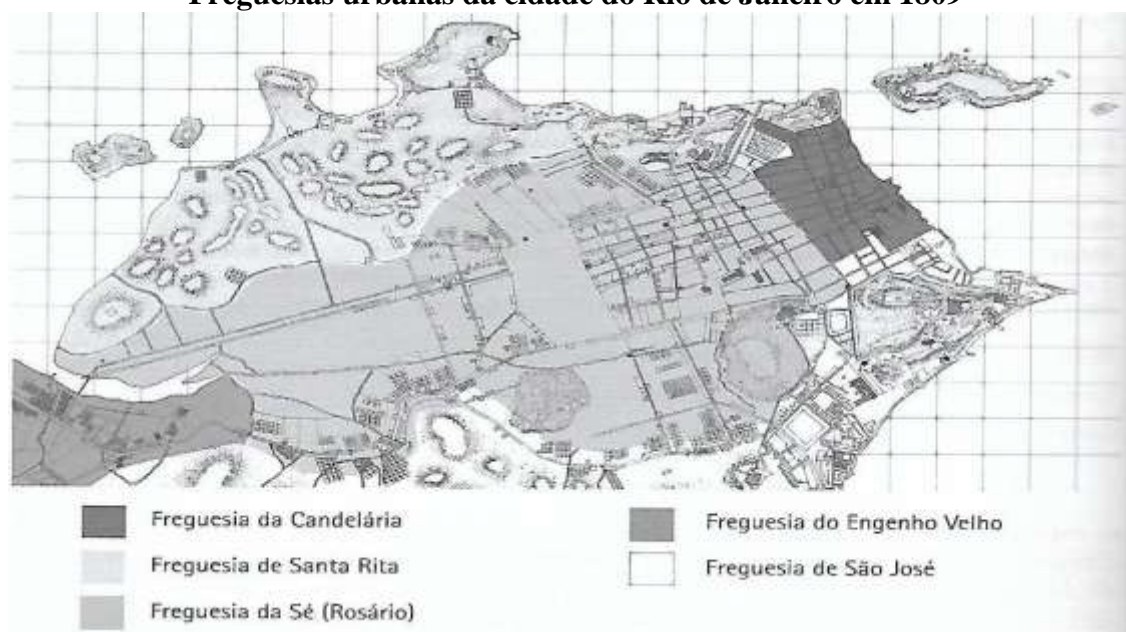 Freguesias urbanas da cidade do Rio de Janeiro em 1809
Freguesia da Candelária
Freguesia de Santa Rita
Freguesia da Sé (Rosário)
Freguesia do Engenho Velho
Freguesia de São José